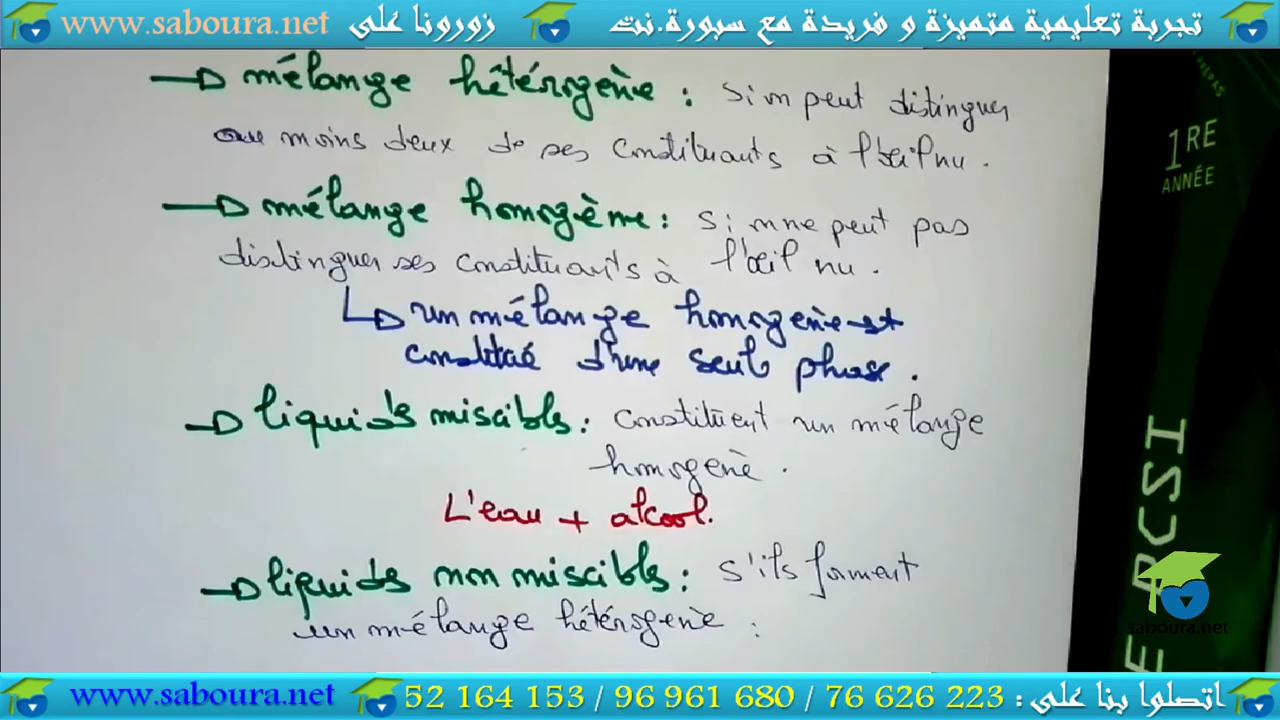 www.saboura.net زورونا على تجربة تعليمية متميزة و فريدة مع سبورة.نت
mélange hétérogène : Si on peut distinguer
au moins deux de ses constituants à l'œil nu .
mélange homogène : Si on ne peut pas
distinguer ses constituants à l'œil nu .
un mélange homogène est
constitué d'une seule phase .
liquides miscibles : constituent un mélange
homogène .
L'eau + alcool.
liquides non miscibles : s'ils forment
un mélange hétérogène :
1RE
ANNÉE
PCSI
saboura.net
www.saboura.net 52 164 153 / 96 961 680 / 76 626 223 : اتصلوا بنا على